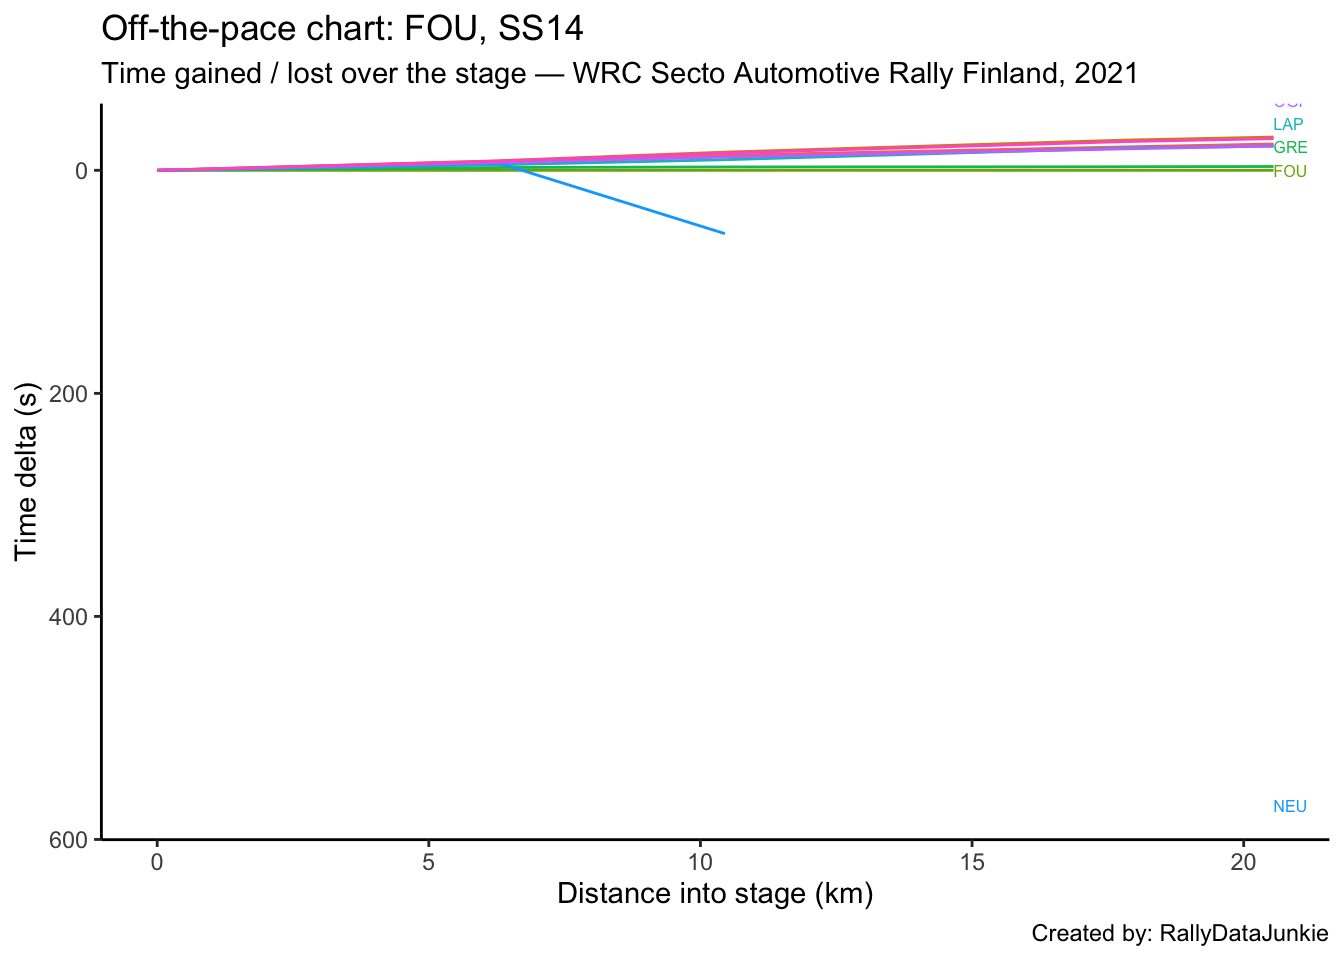 Off-the-pace chart: FOU, SS14
Time gained / lost over the stage — WRC Secto Automotive Rally Finland, 2021
LAP
GRE
FOU
NEU
0
200
400
600
Time delta (s)
0 5 10 15 20
Distance into stage (km)
Created by: RallyDataJunkie